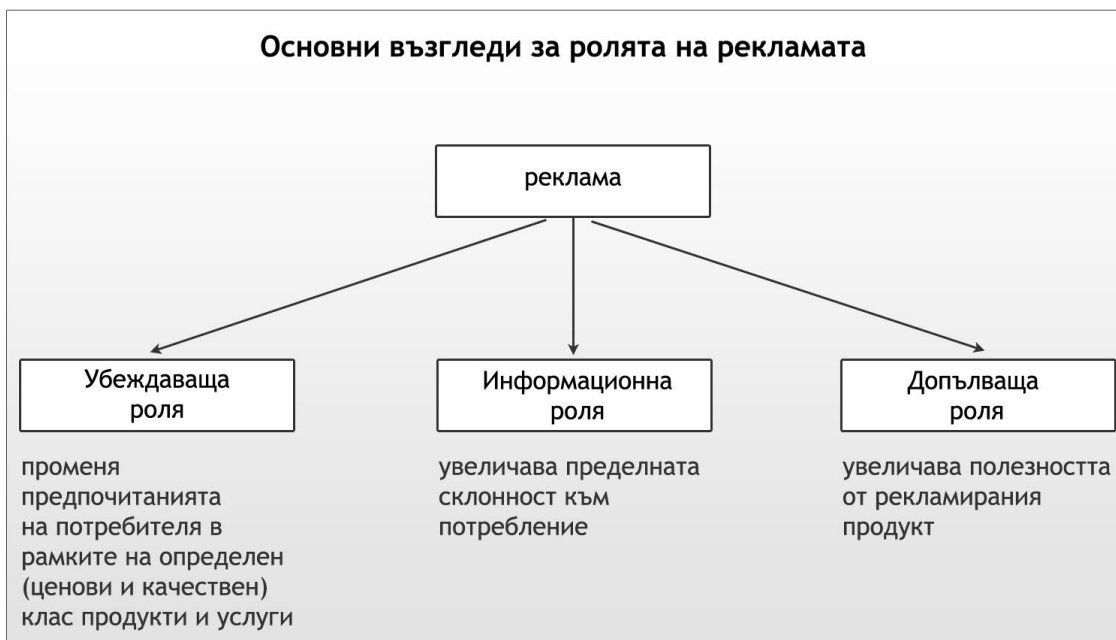 Основни възгледи за ролята на рекламата
реклама
Убеждаваща
роля
променя
предпочитанията
на потребителя в
рамките на определен
(ценови и качествен)
клас продукти и услуги
Информационна
роля
увеличава пределната
склонност към
потребление
Допълваща
роля
увеличава полезността
от рекламирания
продукт